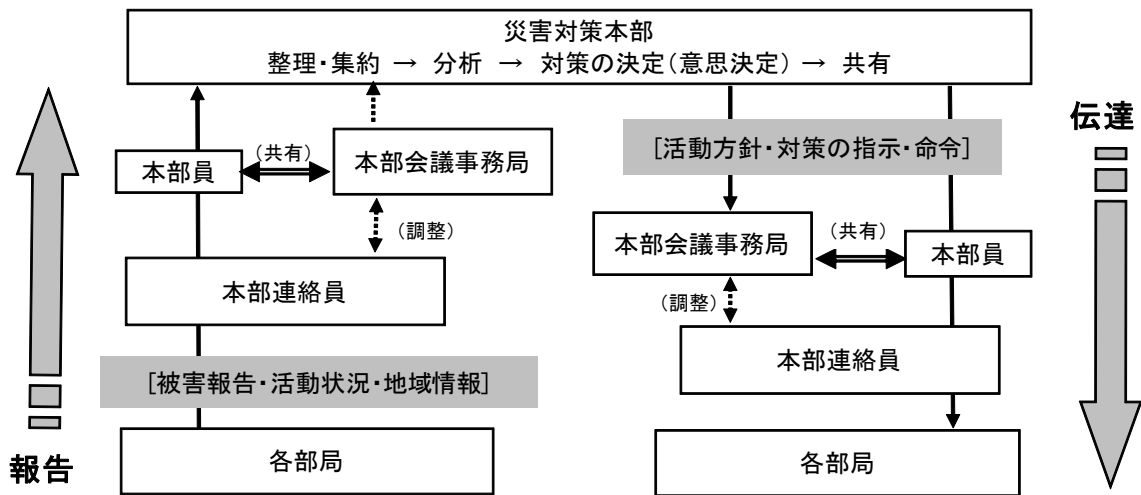 災害対策本部
整理・集約 → 分析 → 対策の決定(意思決定) → 共有
報告
本部員
(共有)
本部会議事務局
(調整)
本部連絡員
[被害報告・活動状況・地域情報]
各部局
伝達
[活動方針・対策の指示・命令]
本部会議事務局
(共有)
本部員
(調整)
本部連絡員
各部局